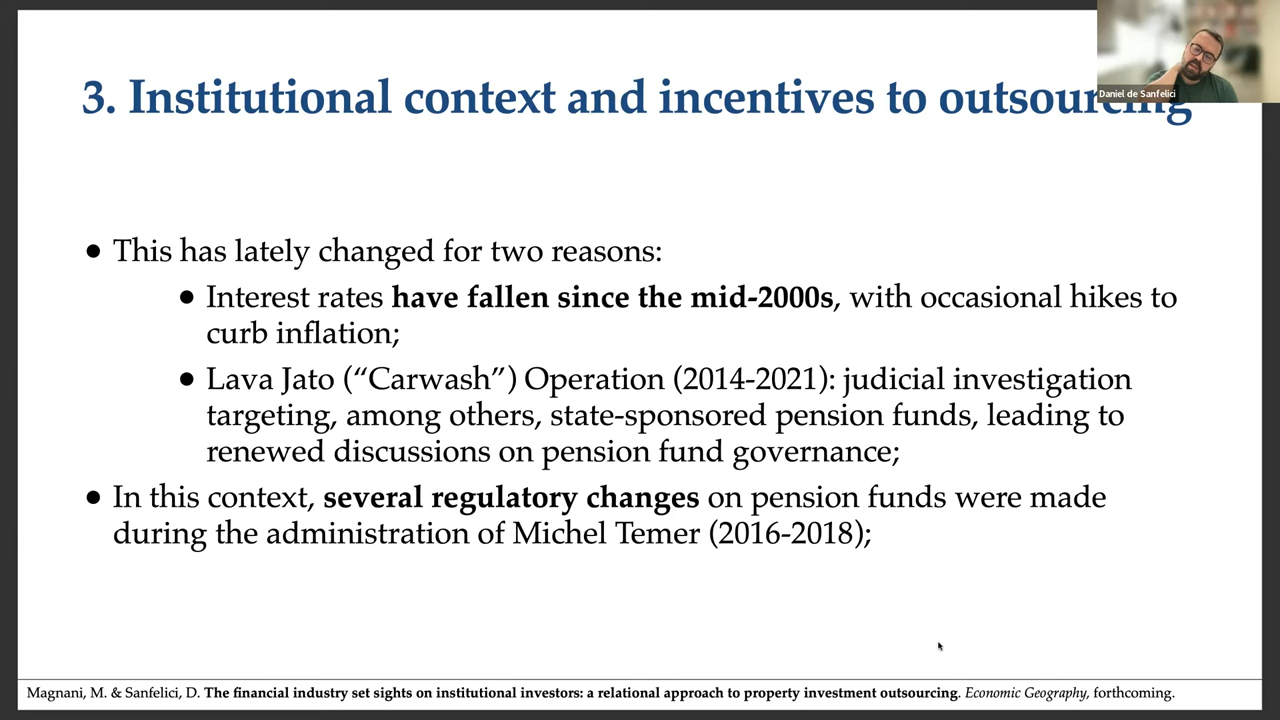 Daniel de Sanfelici
3. Institutional context and incentives to outsourcing
● This has lately changed for two reasons:
● Interest rates have fallen since the mid-2000s, with occasional hikes to
curb inflation;
● Lava Jato (“Carwash”) Operation (2014-2021): judicial investigation
targeting, among others, state-sponsored pension funds, leading to
renewed discussions on pension fund governance;
● In this context, several regulatory changes on pension funds were made
during the administration of Michel Temer (2016-2018);
Magnani, M. & Sanfelici, D. The financial industry set sights on institutional investors: a relational approach to property investment outsourcing. Economic Geography, forthcoming.